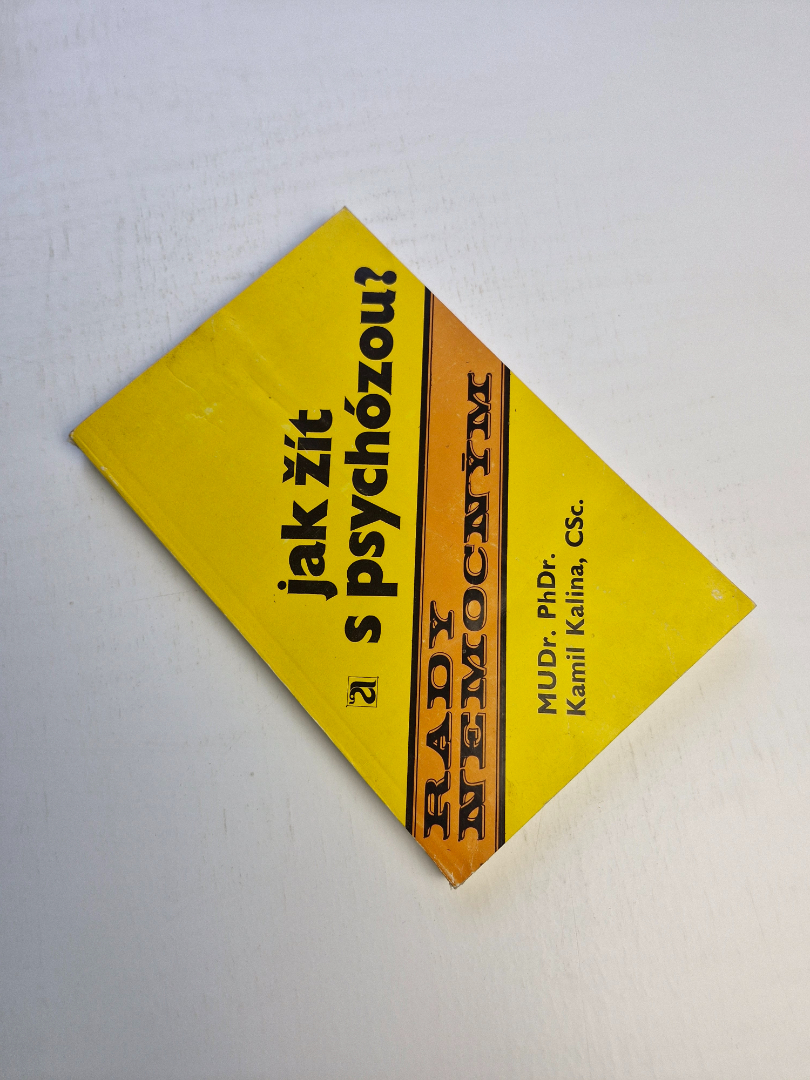 jak žít
s psychózou?
RADY
NEMOCNÝM
MUDr. PhDr.
Kamil Kalina, CSc.